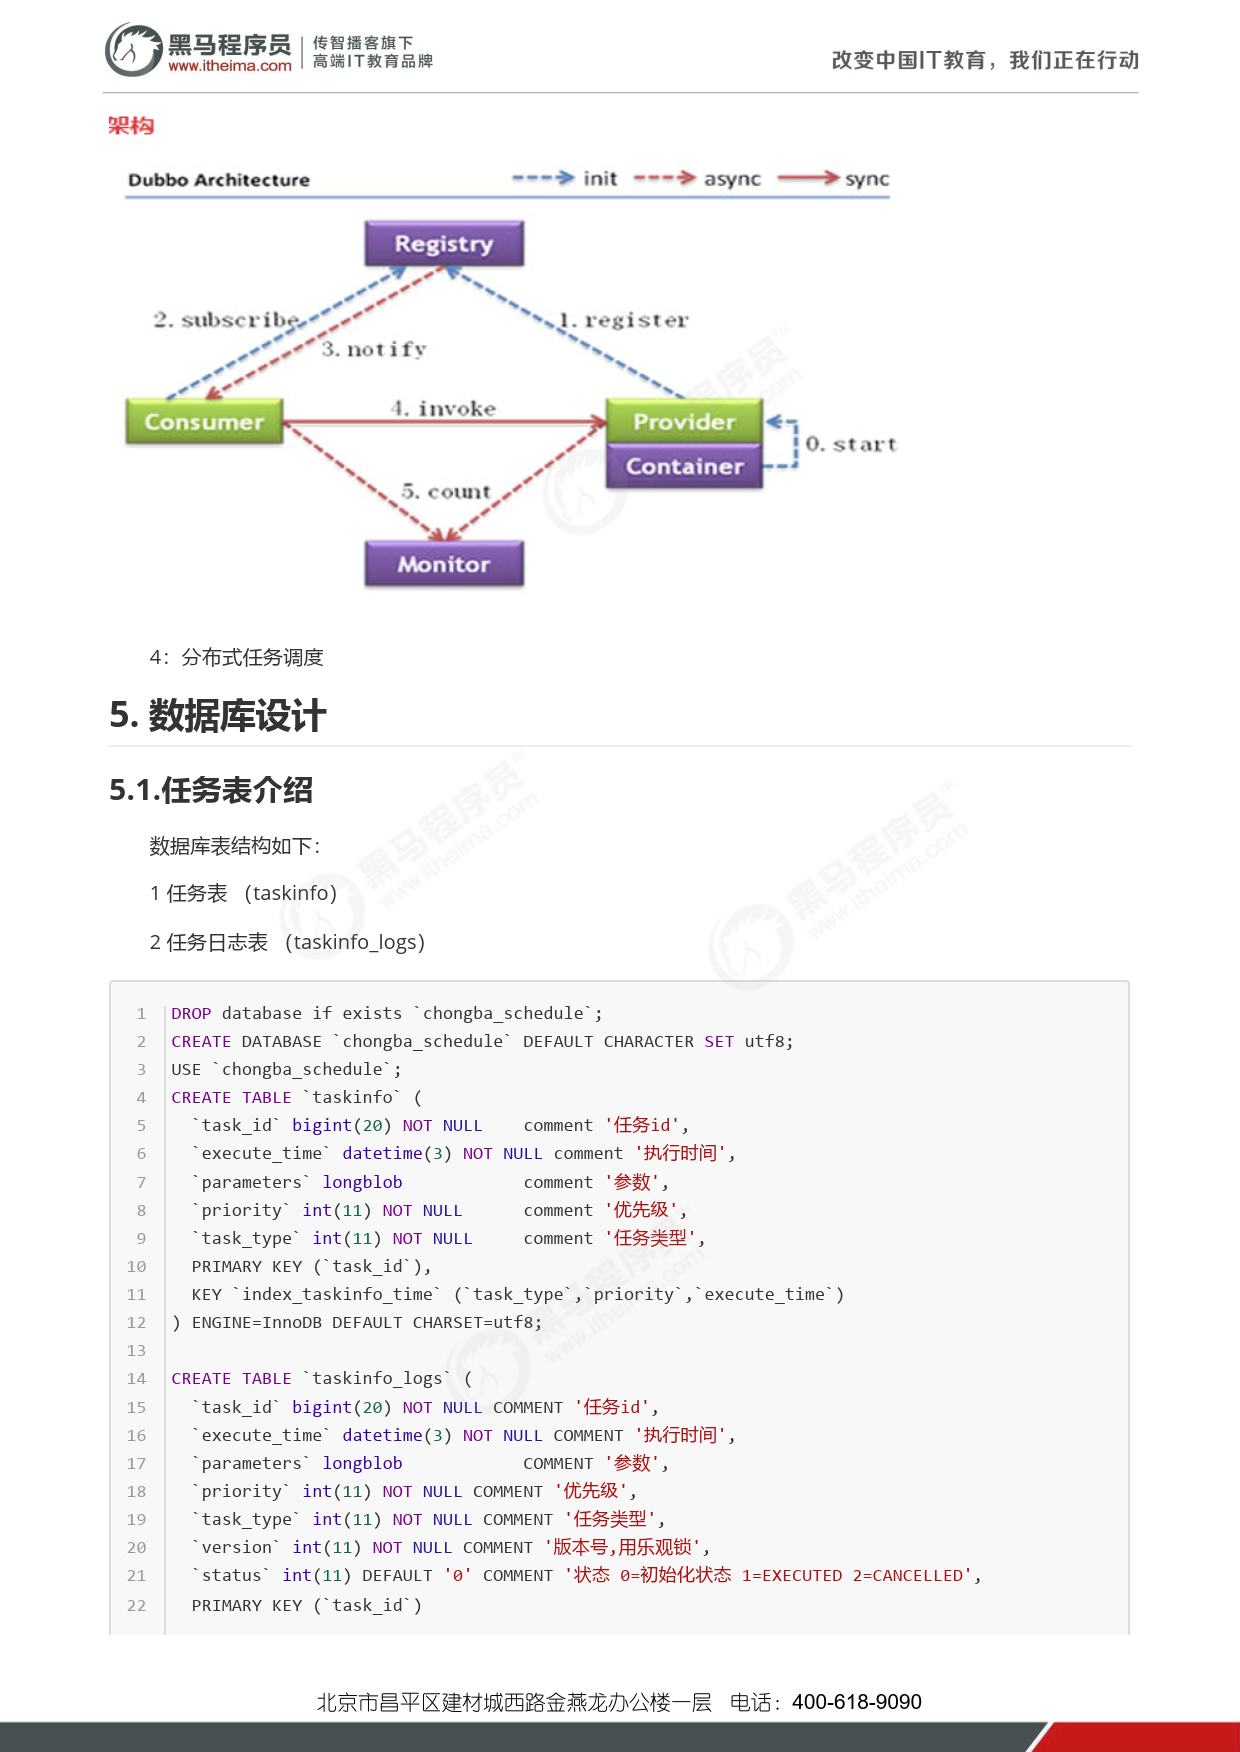 黑马程序员
www.itheima.com
传智播客旗下
高端IT教育品牌
改变中国IT教育，我们正在行动
架构
Dubbo Architecture
init
async
sync
Registry
2. subscribe
1. register
3. notify
Consumer
4. invoke
Provider
Container
0. start
5. count
Monitor
4：分布式任务调度
5. 数据库设计
5.1.任务表介绍
数据库表结构如下：
1 任务表 （taskinfo）
2 任务日志表 （taskinfo_logs）
1 DROP database if exists `chongba_schedule`;
2 CREATE DATABASE `chongba_schedule` DEFAULT CHARACTER SET utf8;
3 USE `chongba_schedule`;
4 CREATE TABLE `taskinfo` (
5   `task_id` bigint(20) NOT NULL    comment '任务id',
6   `execute_time` datetime(3) NOT NULL comment '执行时间',
7   `parameters` longblob            comment '参数',
8   `priority` int(11) NOT NULL      comment '优先级',
9   `task_type` int(11) NOT NULL     comment '任务类型',
10   PRIMARY KEY (`task_id`),
11   KEY `index_taskinfo_time` (`task_type`,`priority`,`execute_time`)
12 ) ENGINE=InnoDB DEFAULT CHARSET=utf8;
13
14 CREATE TABLE `taskinfo_logs` (
15   `task_id` bigint(20) NOT NULL COMMENT '任务id',
16   `execute_time` datetime(3) NOT NULL COMMENT '执行时间',
17   `parameters` longblob            COMMENT '参数',
18   `priority` int(11) NOT NULL COMMENT '优先级',
19   `task_type` int(11) NOT NULL COMMENT '任务类型',
20   `version` int(11) NOT NULL COMMENT '版本号,用乐观锁',
21   `status` int(11) DEFAULT '0' COMMENT '状态 0=初始化状态 1=EXECUTED 2=CANCELLED',
22   PRIMARY KEY (`task_id`)
北京市昌平区建材城西路金燕龙办公楼一层   电话：400-618-9090